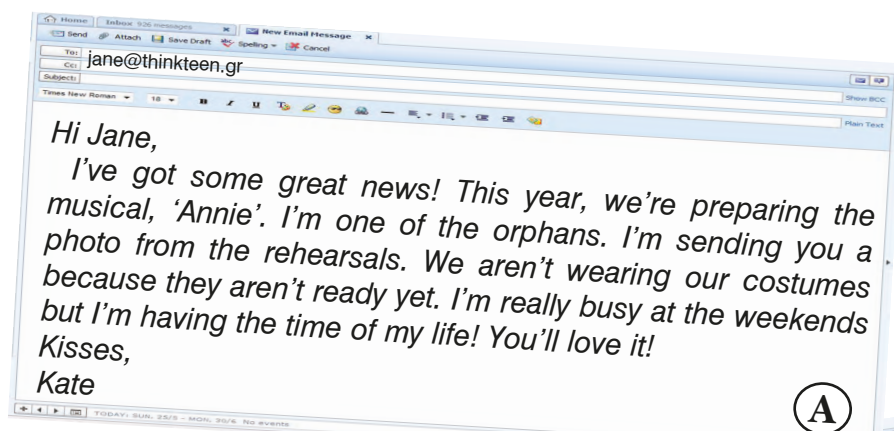 Home Inbox 926 messages New Email Message
Send Attach Save Draft Spelling Cancel
To: jane@thinkteen.gr
Cc:
Show BCC
Subject:
Plain Text
Times New Roman 18 B I U
Hi Jane,
I've got some great news! This year, we're preparing the
musical, 'Annie'. I'm one of the orphans. I'm sending you a
photo from the rehearsals. We aren't wearing our costumes
because they aren't ready yet. I'm really busy at the weekends
but I'm having the time of my life! You'll love it!
Kisses,
Kate
A
TODAY: SUN, 25/5 - MON, 30/6 No events